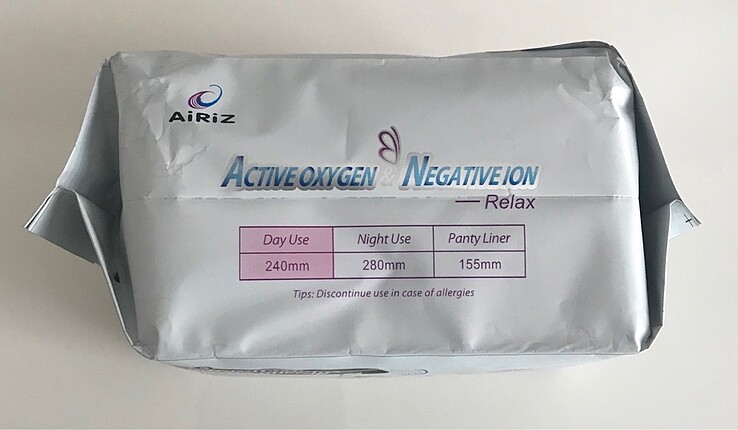 AiRiZ
ACTIVE OXYGEN & NEGATIVE ION
— Relax
Day Use Night Use Panty Liner
240mm 280mm 155mm
Tips: Discontinue use in case of allergies